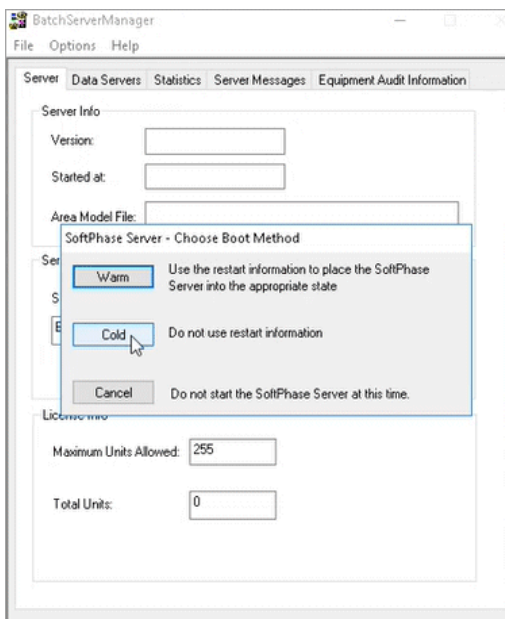 BatchServerManager
File Options Help
Server Data Servers Statistics Server Messages Equipment Audit Information
Server Info
Version:
Started at:
Area Model File:
SoftPhase Server - Choose Boot Method
Ser
Warm
Use the restart information to place the SoftPhase
Server into the appropriate state
S
E
Cold
Do not use restart information
Cancel
Do not start the SoftPhase Server at this time.
License Info
Maximum Units Allowed: 255
Total Units: 0